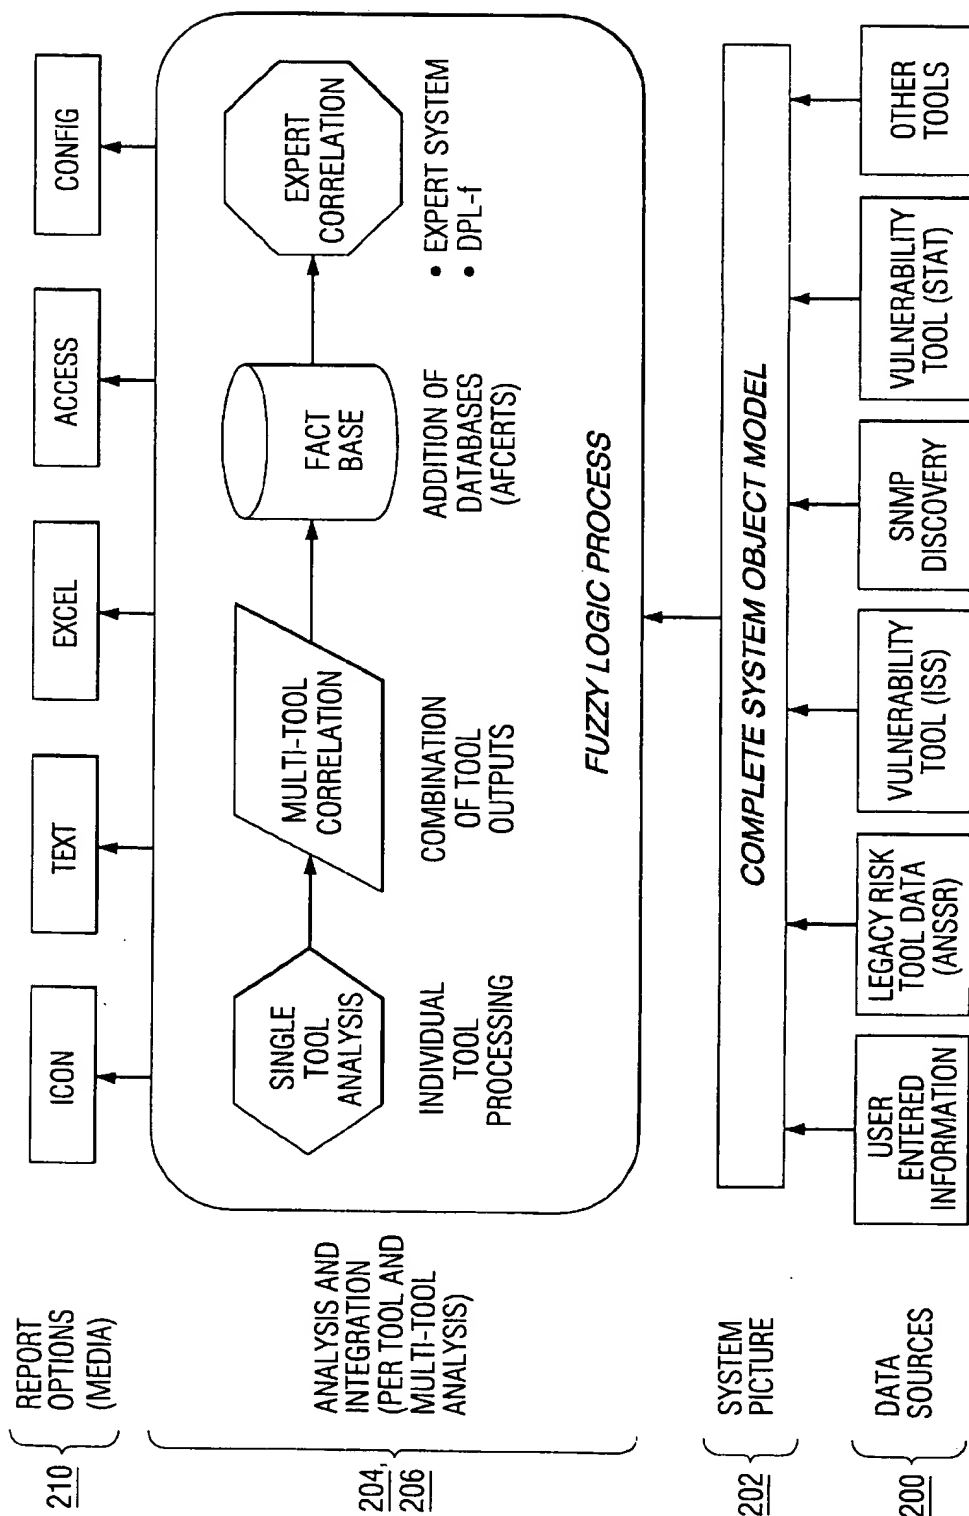 210
REPORT
OPTIONS
(MEDIA)
ICON
TEXT
EXCEL
ACCESS
CONFIG
204,
206
ANALYSIS AND
INTEGRATION
(PER TOOL AND
MULTI-TOOL
ANALYSIS)
SINGLE
TOOL
ANALYSIS
INDIVIDUAL
TOOL
PROCESSING
MULTI-TOOL
CORRELATION
COMBINATION
OF TOOL
OUTPUTS
FACT
BASE
ADDITION OF
DATABASES
(AFCERTS)
EXPERT
CORRELATION
• EXPERT SYSTEM
• DPL-f
FUZZY LOGIC PROCESS
202
SYSTEM
PICTURE
COMPLETE SYSTEM OBJECT MODEL
200
DATA
SOURCES
USER
ENTERED
INFORMATION
LEGACY RISK
TOOL DATA
(ANSSR)
VULNERABILITY
TOOL (ISS)
SNMP
DISCOVERY
VULNERABILITY
TOOL (STAT)
OTHER
TOOLS